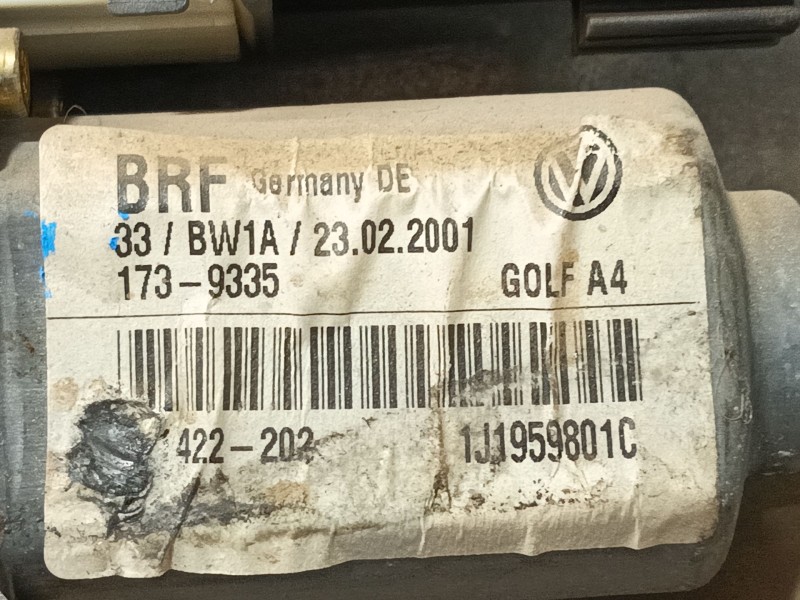 BRF Germany DE
33 / BW1A / 23.02.2001
173-9335 GOLF A4
422-202 1J1959801C